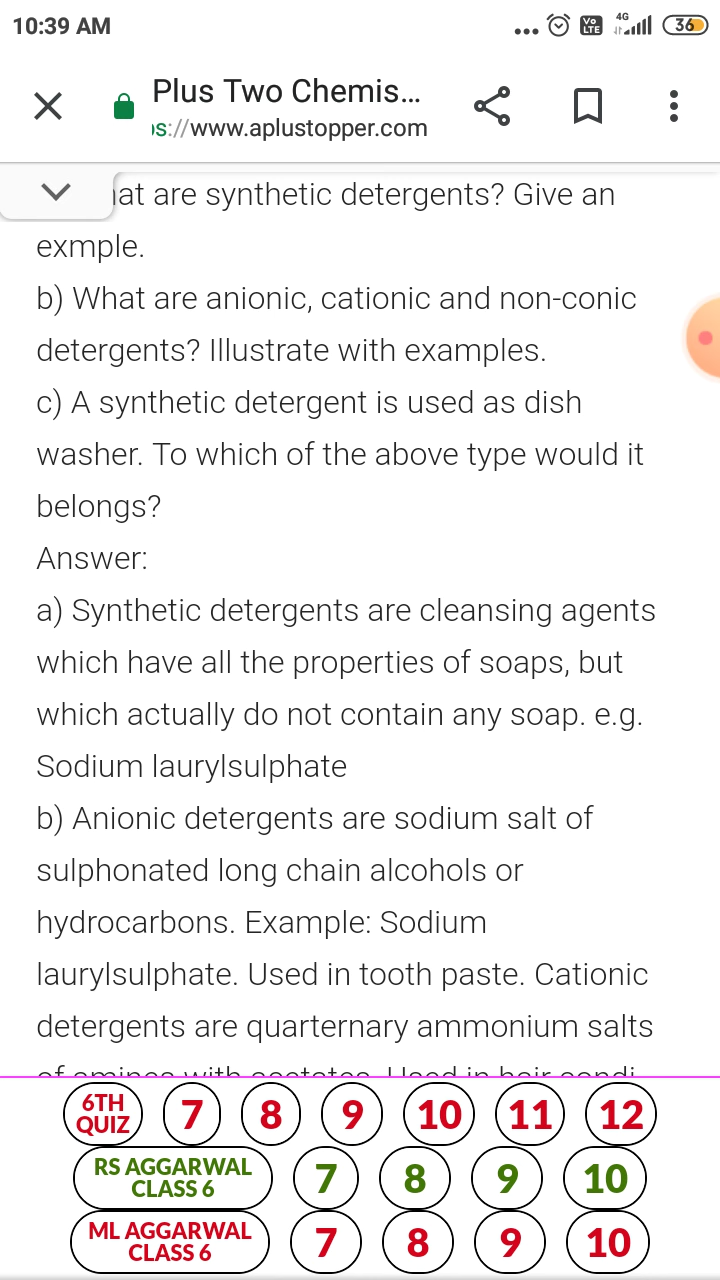 10:39 AM
... Vo LTE 4G 36
Plus Two Chemis...
s://www.aplustopper.com
at are synthetic detergents? Give an
exmple.
b) What are anionic, cationic and non-conic
detergents? Illustrate with examples.
c) A synthetic detergent is used as dish
washer. To which of the above type would it
belongs?
Answer:
a) Synthetic detergents are cleansing agents
which have all the properties of soaps, but
which actually do not contain any soap. e.g.
Sodium laurylsulphate
b) Anionic detergents are sodium salt of
sulphonated long chain alcohols or
hydrocarbons. Example: Sodium
laurylsulphate. Used in tooth paste. Cationic
detergents are quarternary ammonium salts
6TH QUIZ 7 8 9 10 11 12
RS AGGARWAL CLASS 6 7 8 9 10
ML AGGARWAL CLASS 6 7 8 9 10